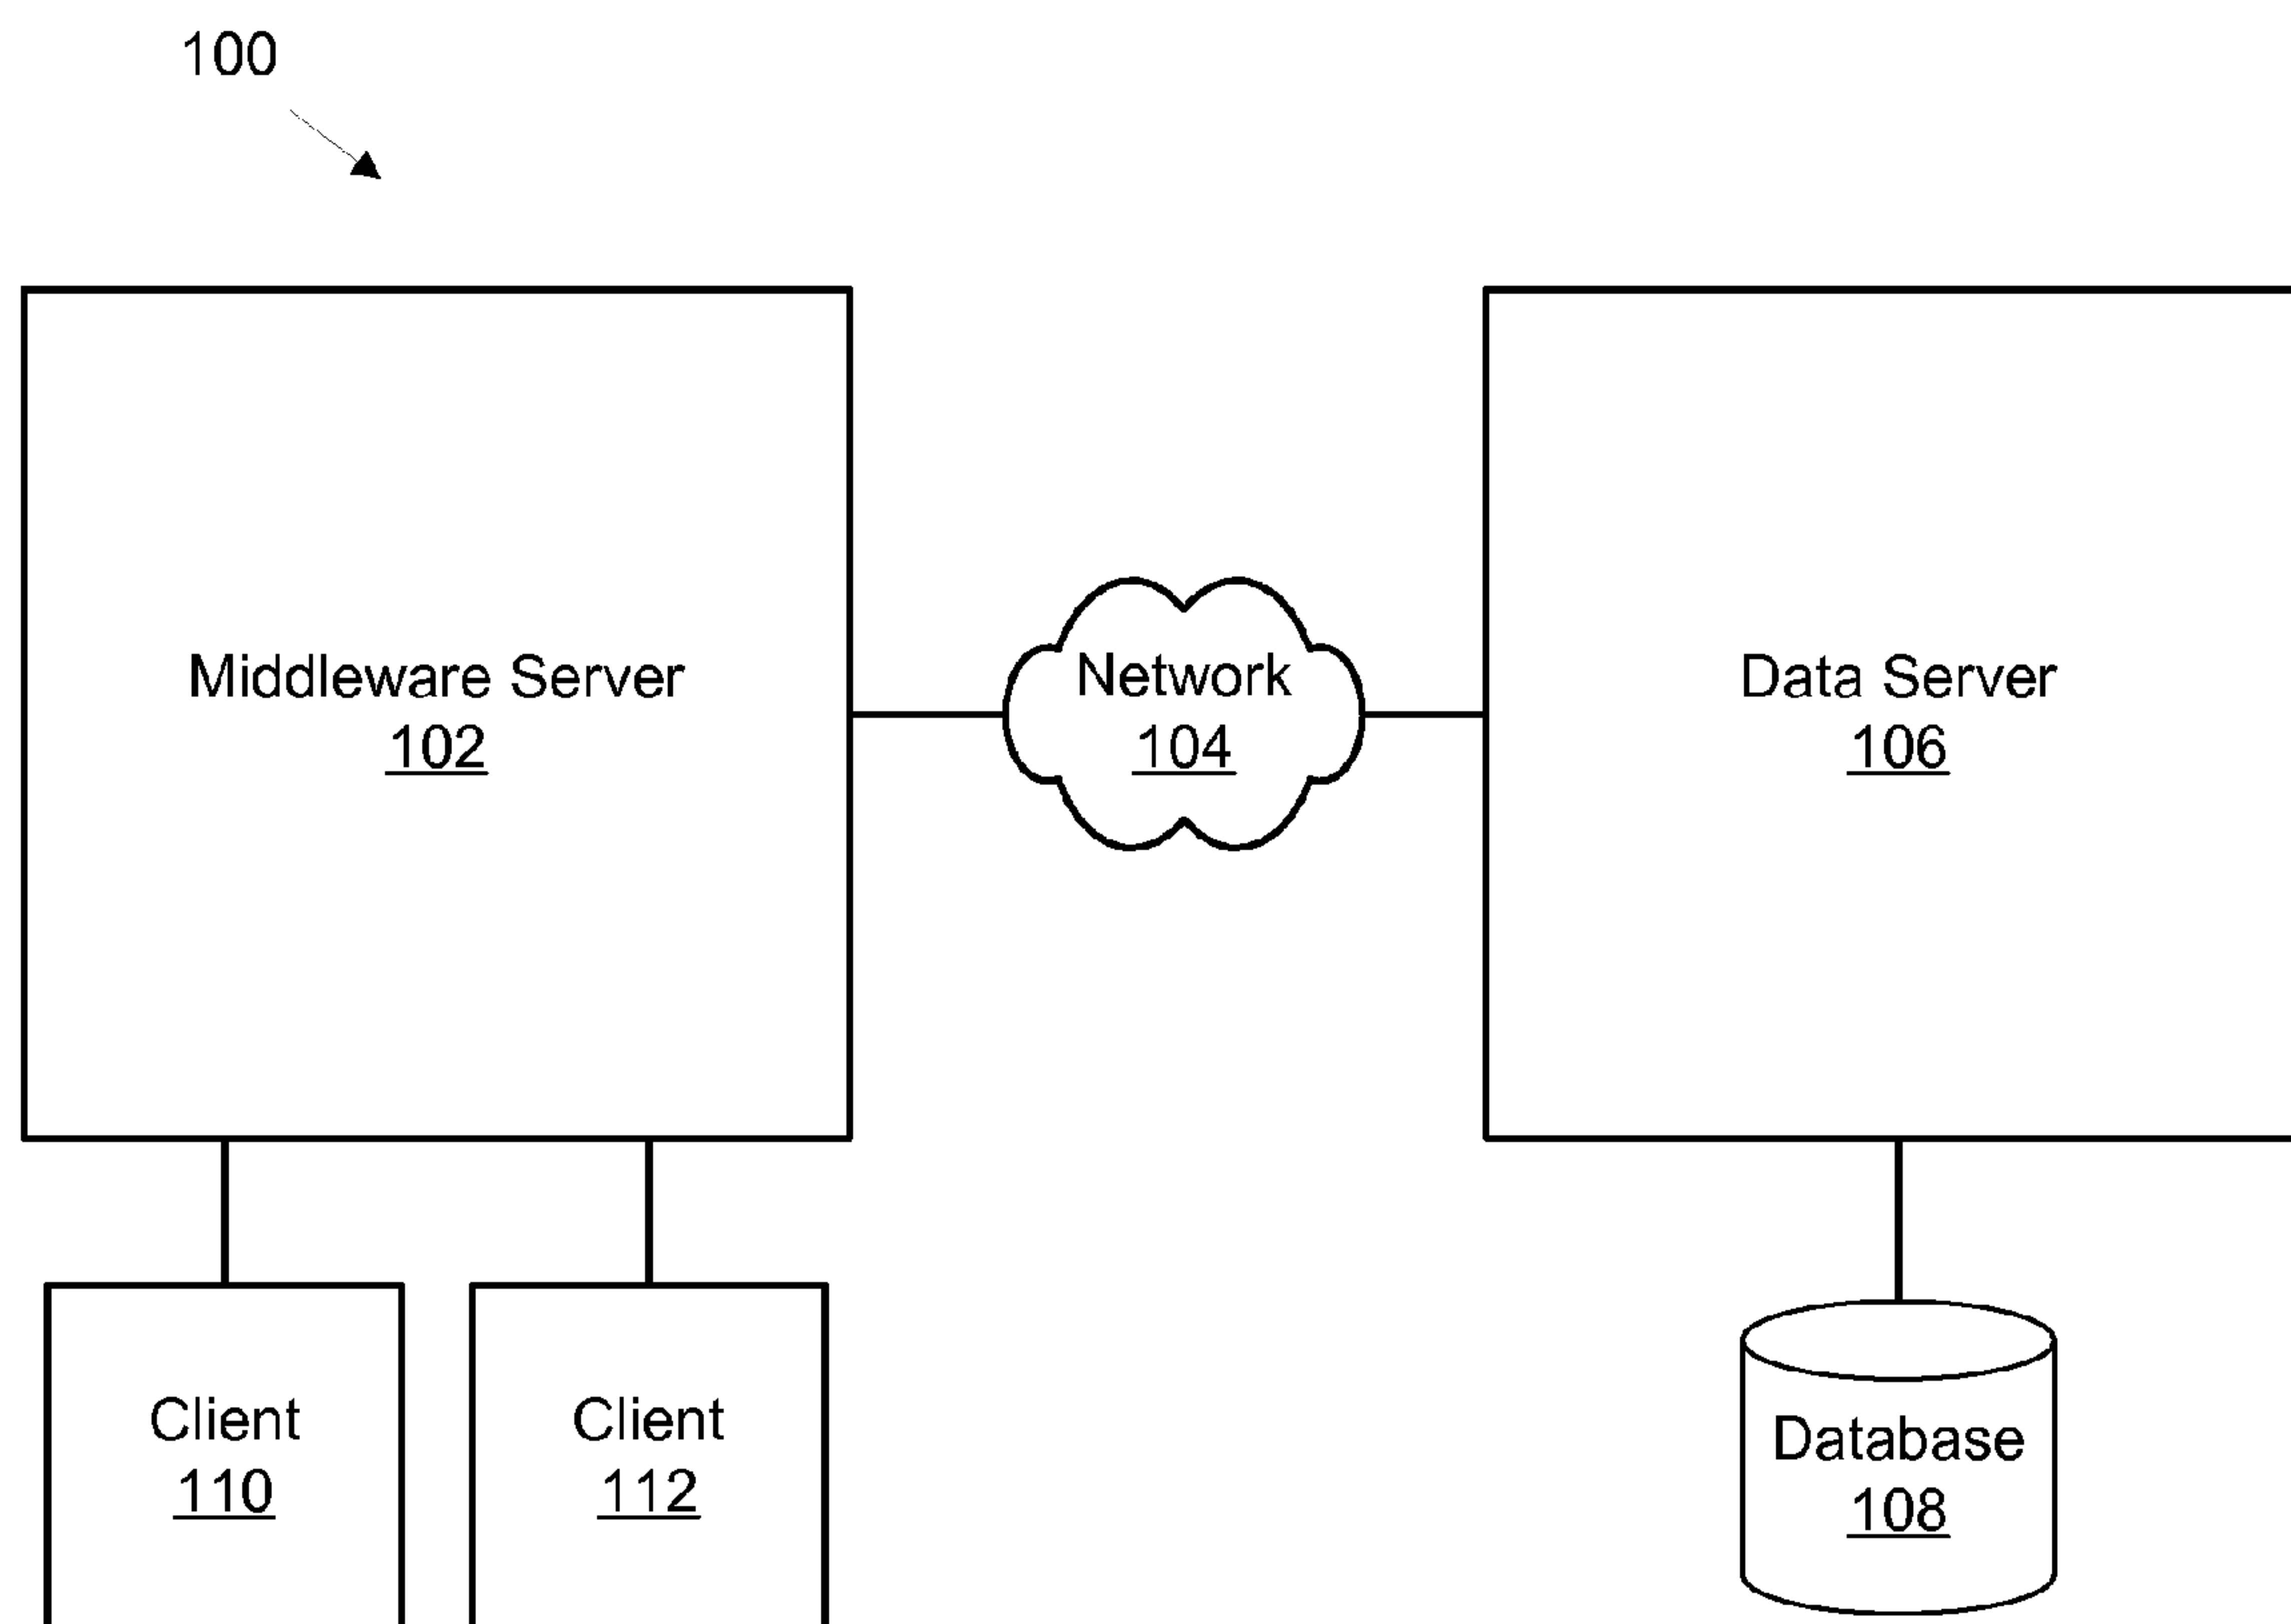 100
Middleware Server
102
Network
104
Data Server
106
Client
110
Client
112
Database
108